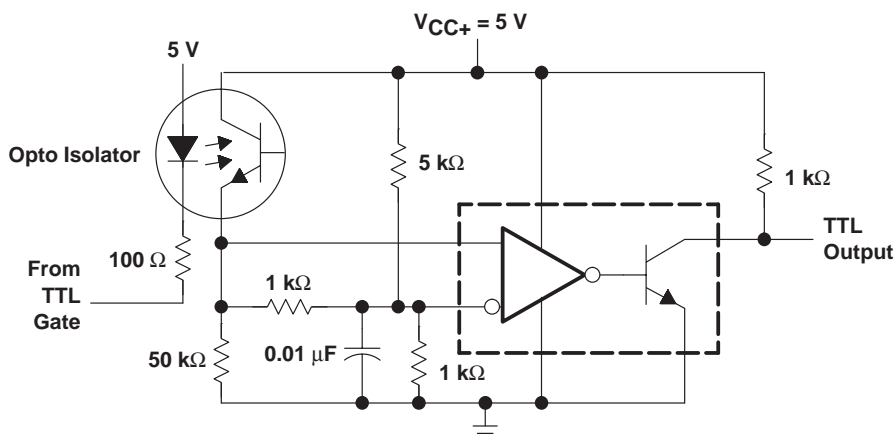 VCC+ = 5 V
5 V
Opto Isolator
5 kΩ
1 kΩ
TTL
Output
100 Ω
From
TTL
Gate
1 kΩ
50 kΩ
0.01 μF
1 kΩ